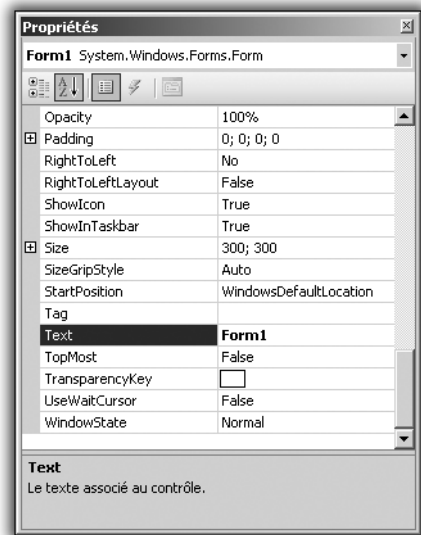 Propriétés
Form1 System.Windows.Forms.Form
Opacity 100%
Padding 0; 0; 0; 0
RightToLeft No
RightToLeftLayout False
ShowIcon True
ShowInTaskbar True
Size 300; 300
SizeGripStyle Auto
StartPosition WindowsDefaultLocation
Tag
Text Form1
TopMost False
TransparencyKey
UseWaitCursor False
WindowState Normal
Text
Le texte associé au contrôle.